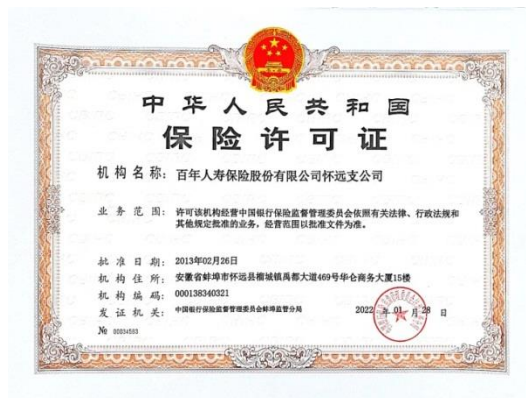 中华人民共和国
保险许可证
机构名称: 百年人寿保险股份有限公司怀远支公司
业务范围: 许可该机构经营中国银行保险监督管理委员会依照有关法律、行政法规和
其他规定批准的业务,经营范围以批准文件为准。
批准日期: 2013年02月26日
机构住所: 安徽省蚌埠市怀远县榴城镇禹都大道469号华仑商务大厦15楼
机构编码: 000138340321
发证机关: 中国银行保险监督管理委员会蚌埠监管分局
2022年01月28日
№ 00034563